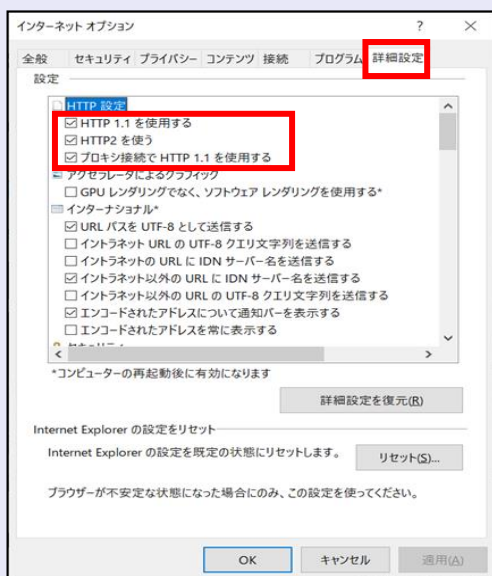 インターネット オプション
? ×
全般 セキュリティ プライバシー コンテンツ 接続 プログラム 詳細設定
設定
HTTP 設定
HTTP 1.1 を使用する
HTTP2 を使う
プロキシ接続で HTTP 1.1 を使用する
アクセラレータによるグラフィック
GPU レンダリングでなく、ソフトウェア レンダリングを使用する*
インターナショナル*
URL パスを UTF-8 として送信する
イントラネット URL の UTF-8 クエリ文字列を送信する
イントラネットの URL に IDN サーバー名を送信する
イントラネット以外の URL に IDN サーバー名を送信する
イントラネット以外の URL の UTF-8 クエリ文字列を送信する
エンコードされたアドレスについて通知バーを表示する
エンコードされたアドレスを常に表示する
*コンピューターの再起動後に有効になります
詳細設定を復元(R)
Internet Explorer の設定をリセット
Internet Explorer の設定を既定の状態にリセットします。
リセット(S)...
ブラウザーが不安定な状態になった場合にのみ、この設定を使ってください。
OK キャンセル 適用(A)